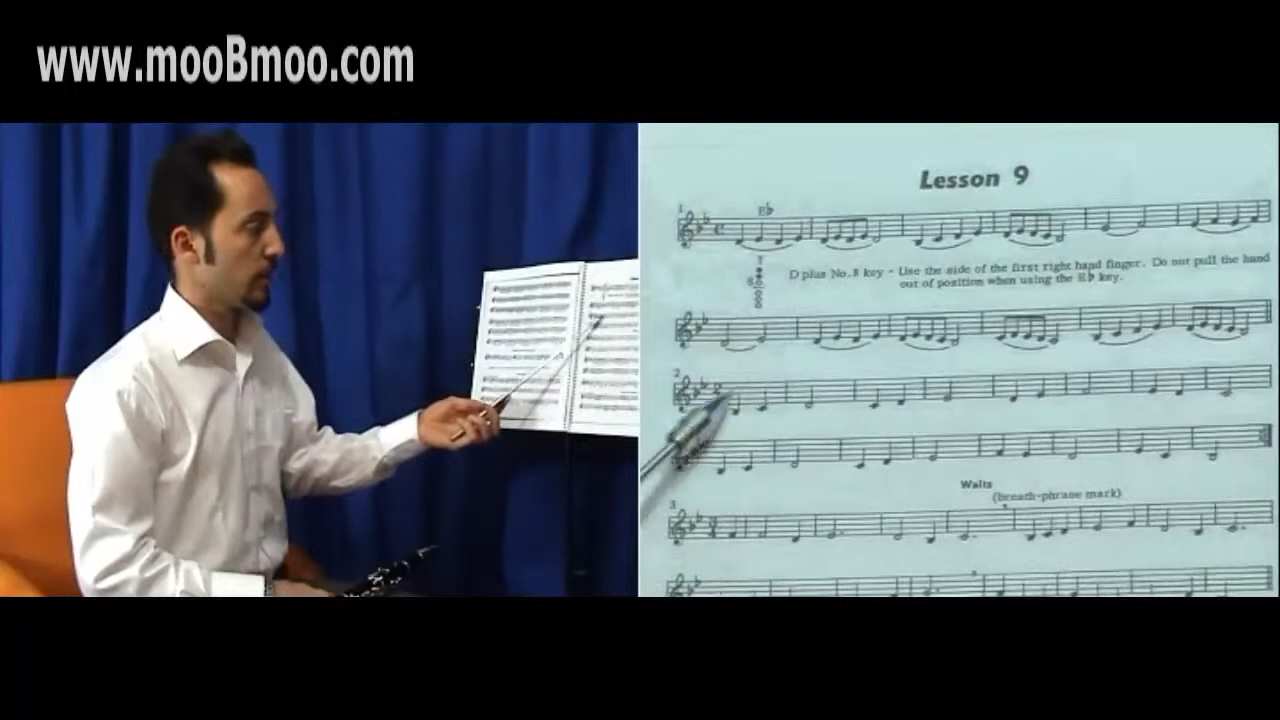 www.mooBmoo.com
Lesson 9
1
E♭
T
D plus No. 8 key - Use the side of the first right hand finger. Do not pull the hand
8
out of position when using the E♭ key.
2
Waltz
(breath-phrase mark)
3